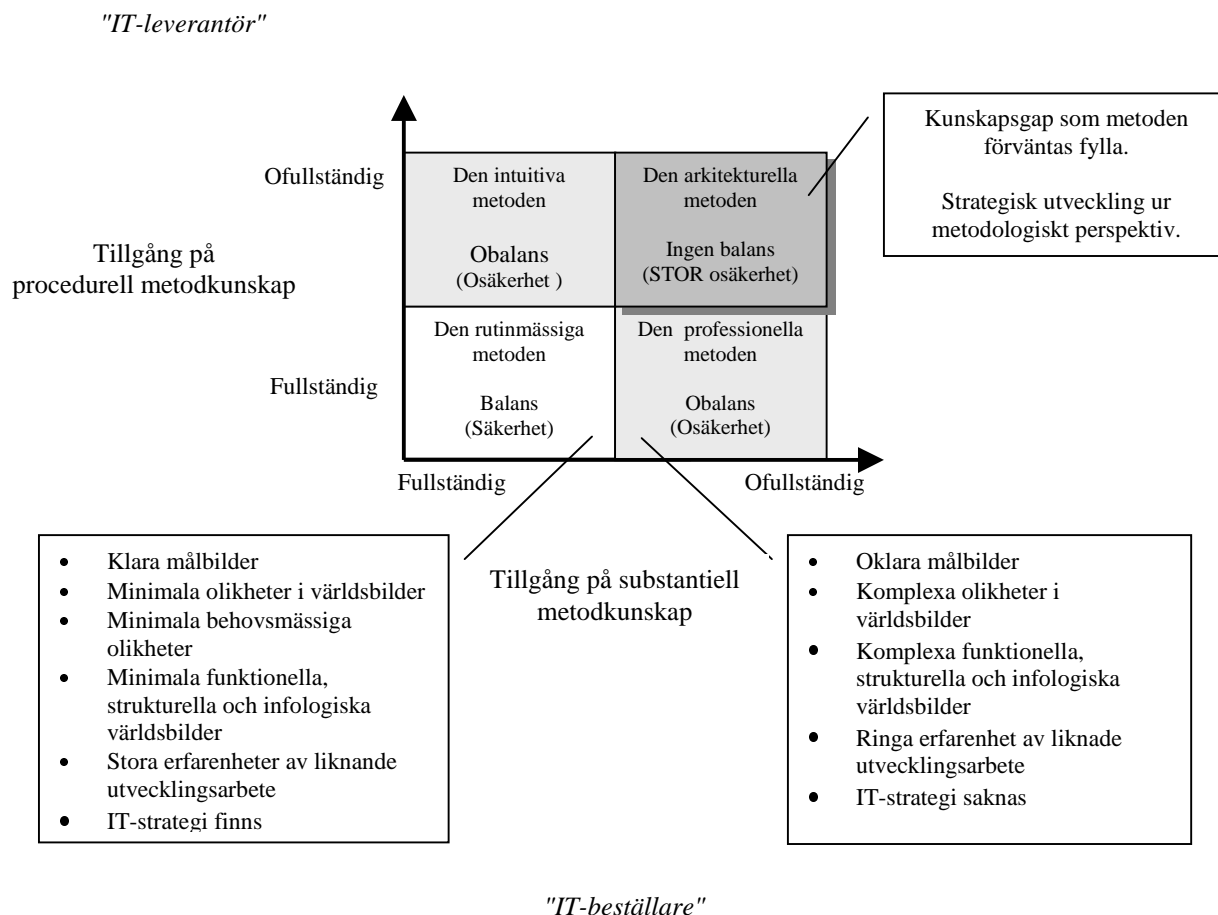 "IT-leverantör"
Kunskapsgap som metoden
förväntas fylla.
Strategisk utveckling ur
metodologiskt perspektiv.
Ofullständig
Den intuitiva
metoden
Obalans
(Osäkerhet )
Den arkitekturella
metoden
Ingen balans
(STOR osäkerhet)
Tillgång på
procedurell metodkunskap
Fullständig
Den rutinmässiga
metoden
Balans
(Säkerhet)
Den professionella
metoden
Obalans
(Osäkerhet)
Fullständig
Ofullständig
Tillgång på substantiell
metodkunskap
• Klara målbilder
• Minimala olikheter i världsbilder
• Minimala behovsmässiga
olikheter
• Minimala funktionella,
strukturella och infologiska
världsbilder
• Stora erfarenheter av liknande
utvecklingsarbete
• IT-strategi finns
• Oklara målbilder
• Komplexa olikheter i
världsbilder
• Komplexa funktionella,
strukturella och infologiska
världsbilder
• Ringa erfarenhet av liknade
utvecklingsarbete
• IT-strategi saknas
"IT-beställare"